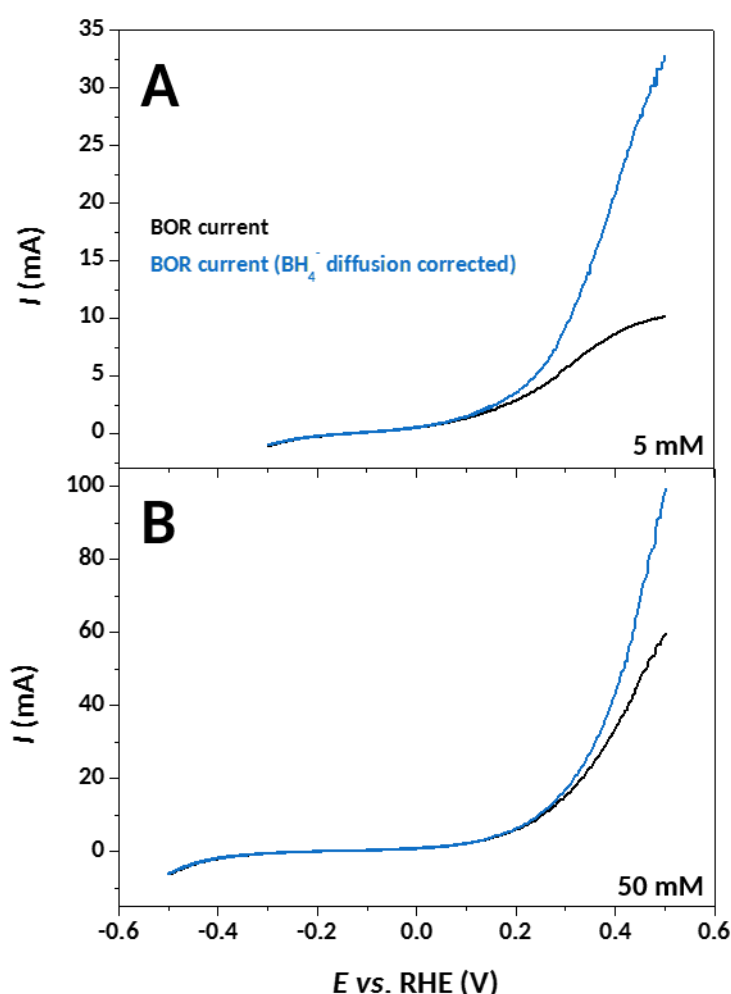 35
30
25
20
15
10
5
0
I (mA)
A
BOR current
BOR current (BH₄⁻ diffusion corrected)
5 mM
100
80
60
40
20
0
I (mA)
B
50 mM
-0.6 -0.4 -0.2 0.0 0.2 0.4 0.6
E vs. RHE (V)